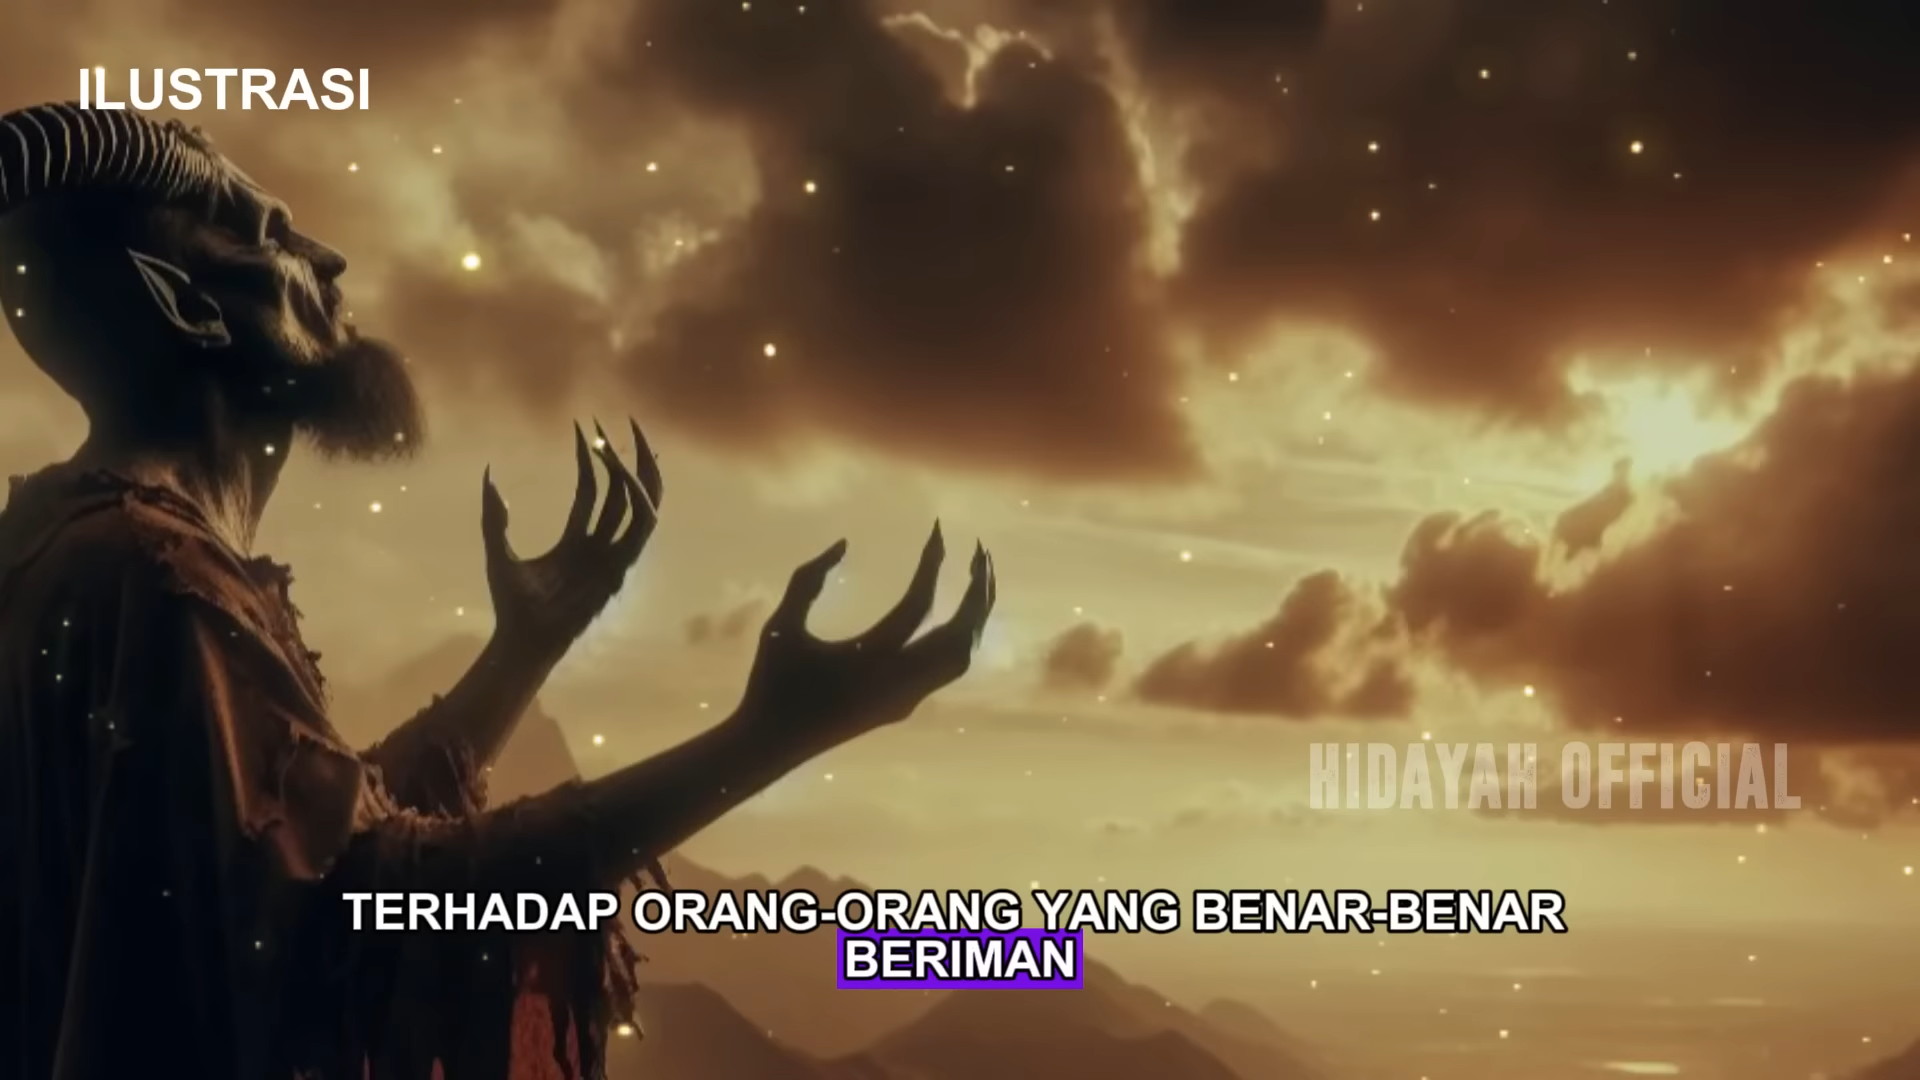 ILUSTRASI
HIDAYAH OFFICIAL
TERHADAP ORANG-ORANG YANG BENAR-BENAR
BERIMAN